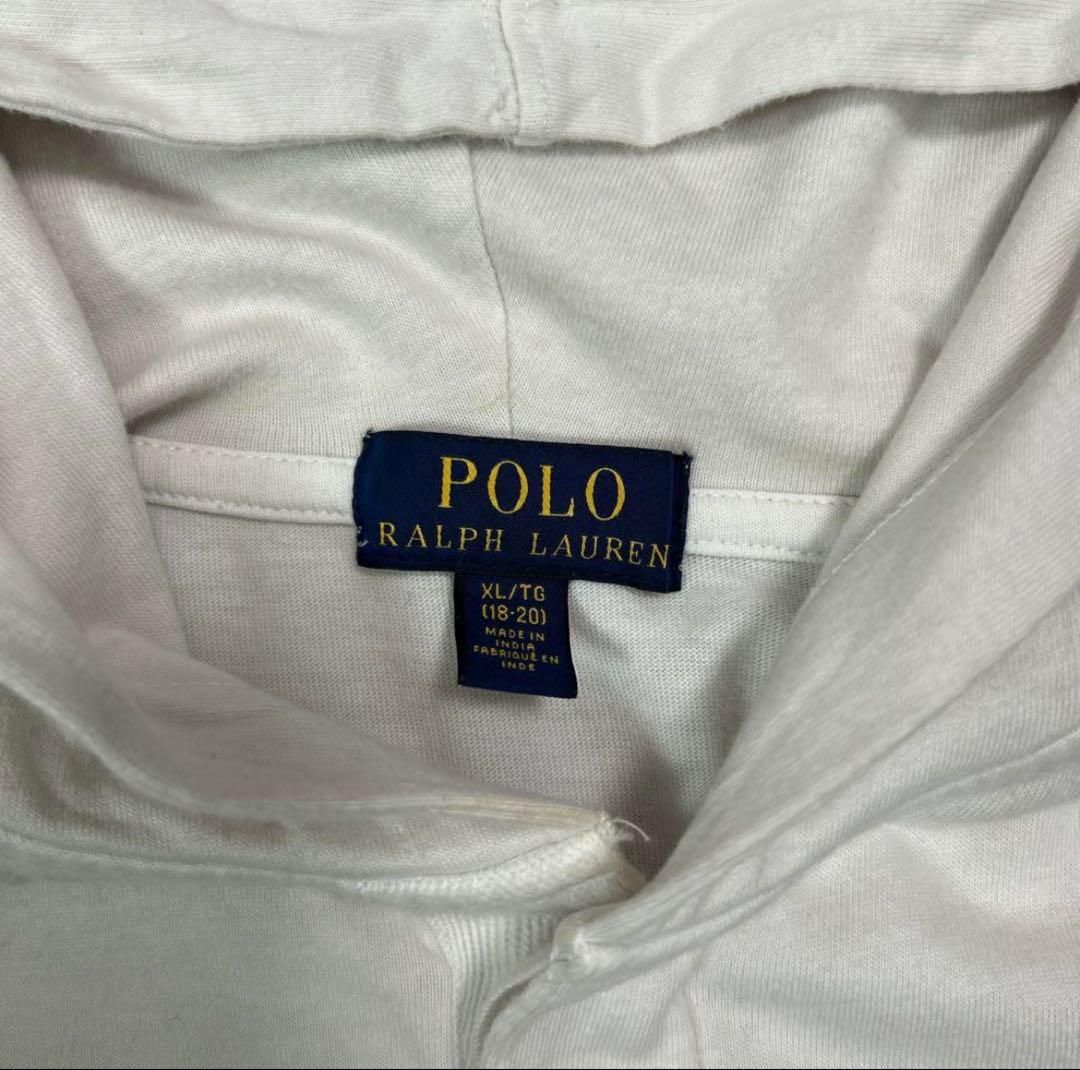 POLO
RALPH LAUREN
XL/TG
(18-20)
MADE IN
INDIA
FABRIQUÉ EN
INDE